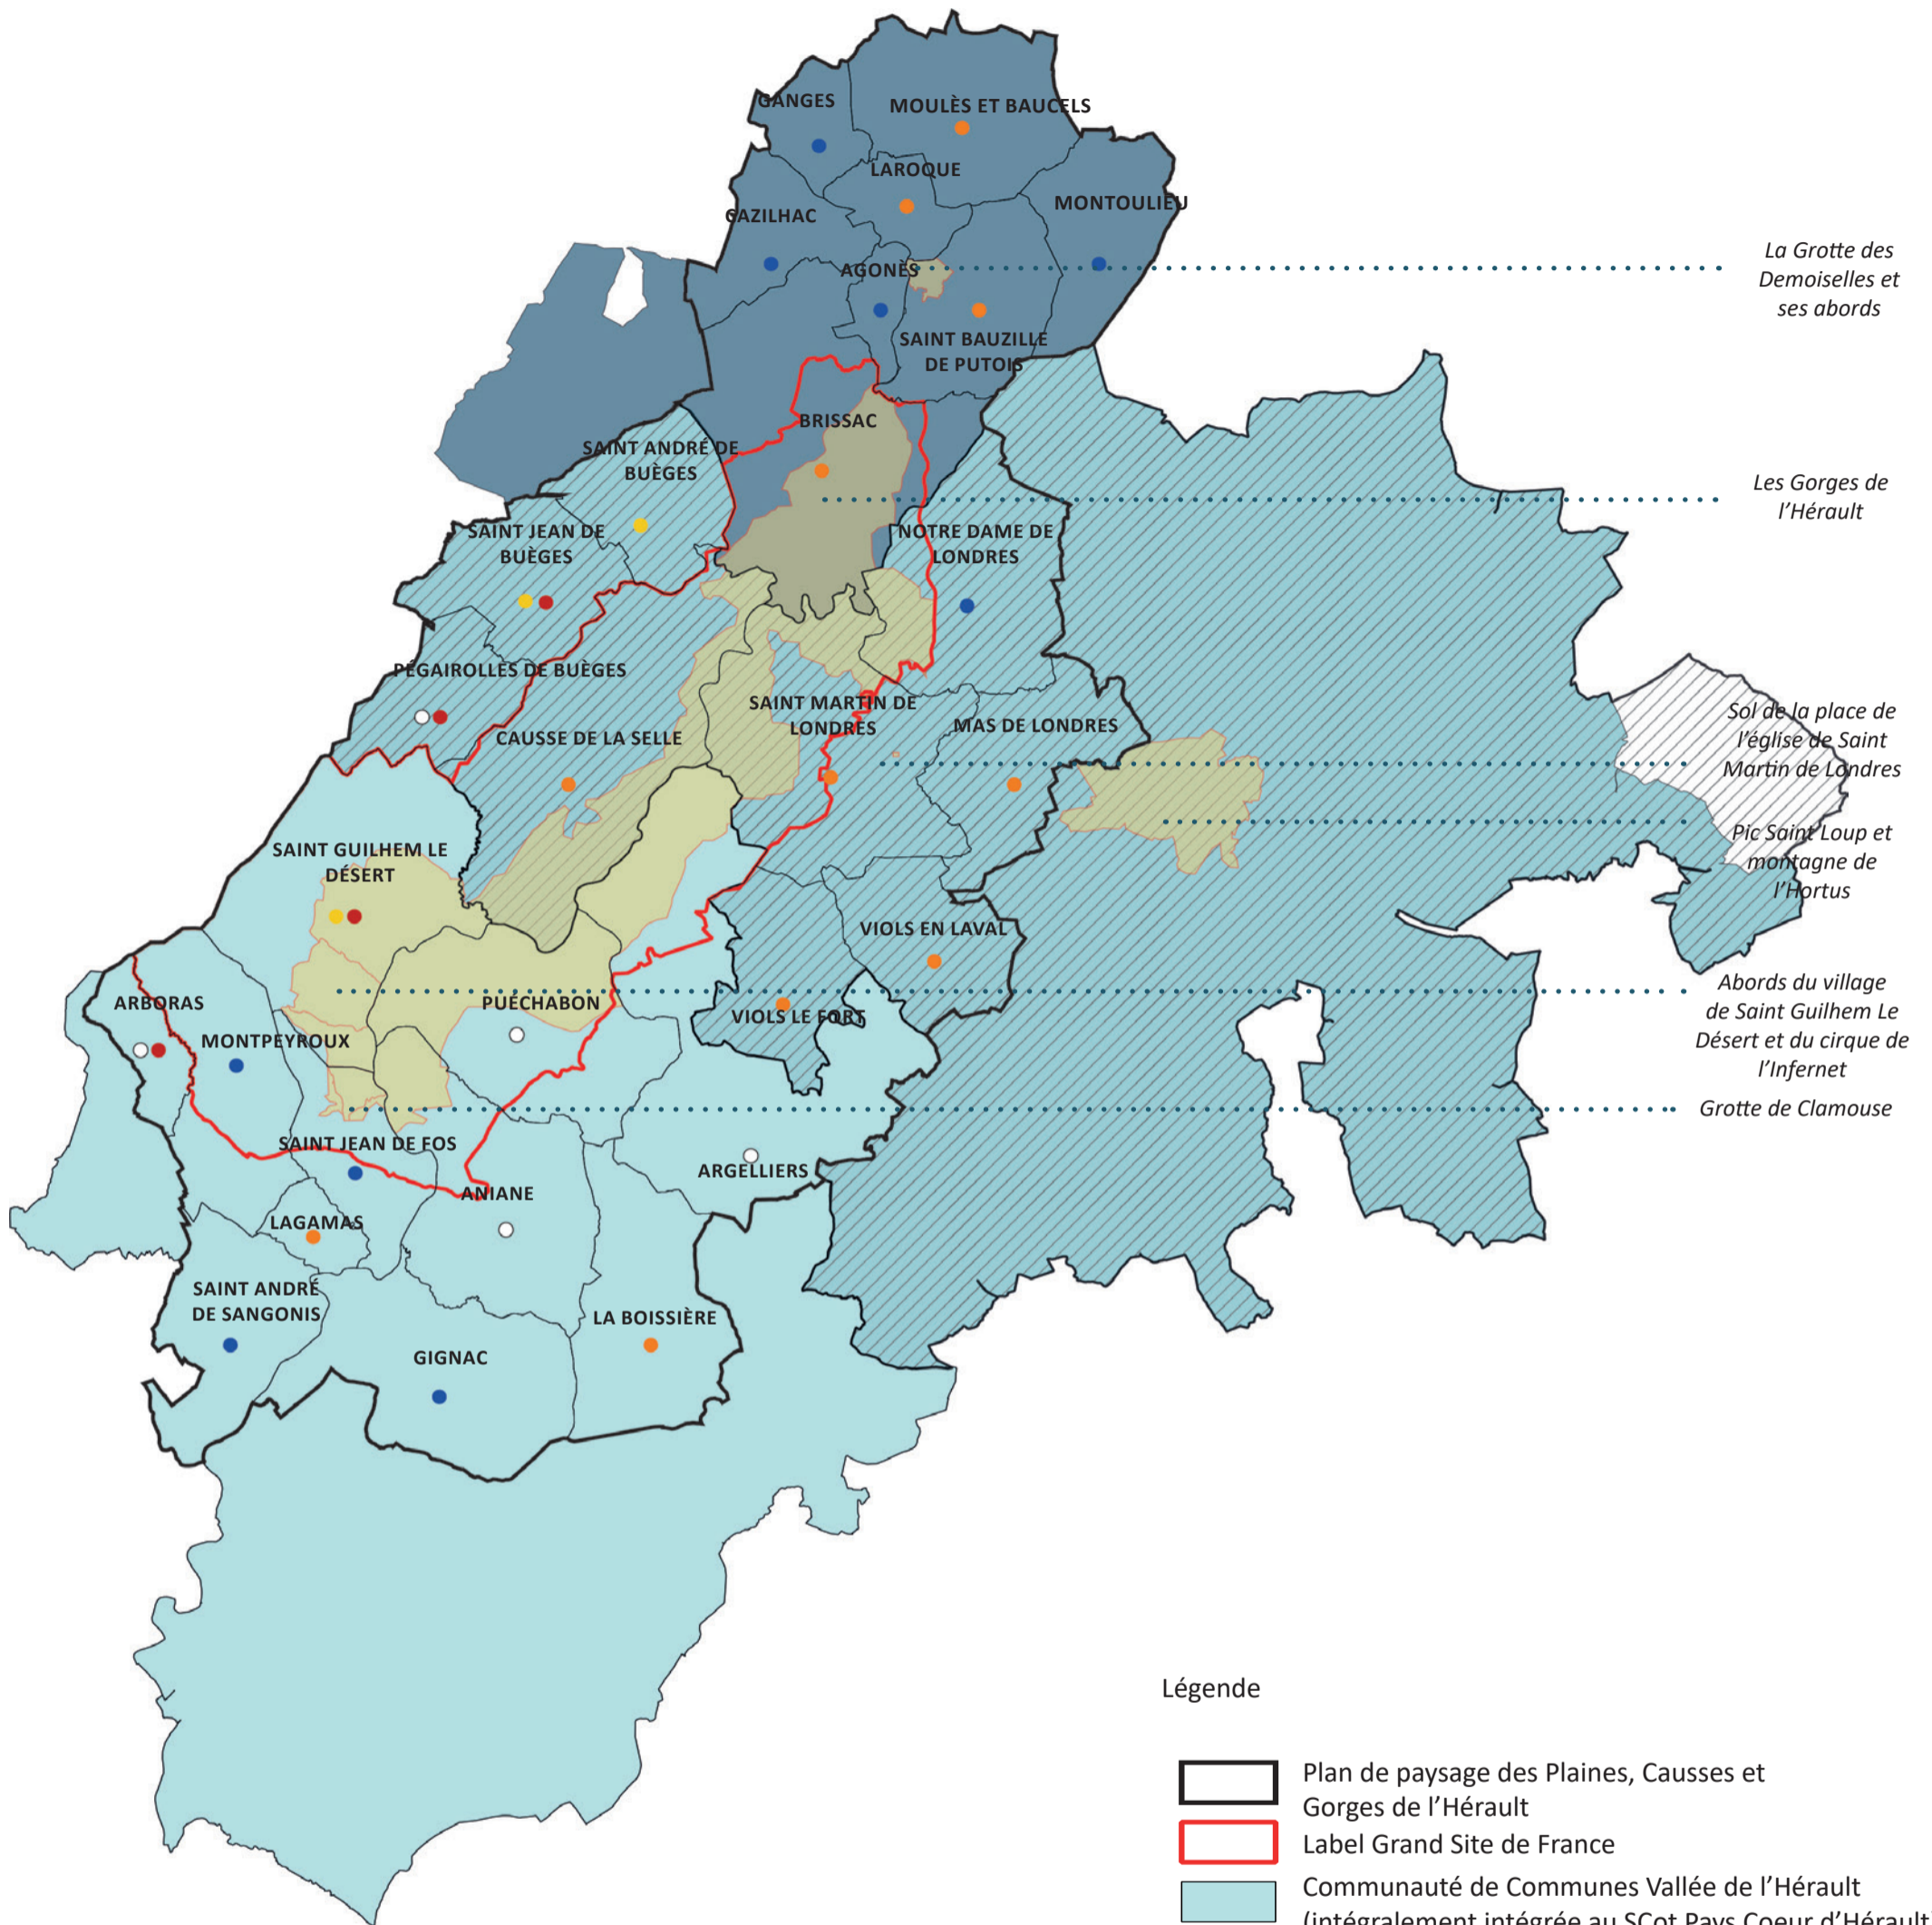 GANGES
MOULÈS ET BAUCELS
LAROQUE
MONTOULIEU
CAZILHAC
AGONÈS
La Grotte des
Demoiselles et
ses abords
SAINT BAUZILLE
DE PUTOIS
BRISSAC
SAINT ANDRÉ DE
BUÈGES
Les Gorges de
l'Hérault
SAINT JEAN DE
BUÈGES
NOTRE DAME DE
LONDRES
PÉGAIROLLES DE BUÈGES
SAINT MARTIN DE
LONDRES
MAS DE LONDRES
CAUSSE DE LA SELLE
Sol de la place de
l'église de Saint
Martin de Londres
Pic Saint Loup et
montagne de
l'Hortus
SAINT GUILHEM LE
DÉSERT
VIOLS EN LAVAL
ARBORAS
PUÉCHABON
VIOLS LE FORT
MONTPEYROUX
Abords du village
de Saint Guilhem Le
Désert et du cirque de
l'Infernet
Grotte de Clamouse
SAINT JEAN DE FOS
ARGELLIERS
ANIANE
LAGAMAS
SAINT ANDRÉ
DE SANGONIS
LA BOISSIÈRE
GIGNAC
Légende
Plan de paysage des Plaines, Causses et
Gorges de l'Hérault
Label Grand Site de France
Communauté de Communes Vallée de l'Hérault
(intégralement intégrée au SCot Pays Coeur d'Hérault